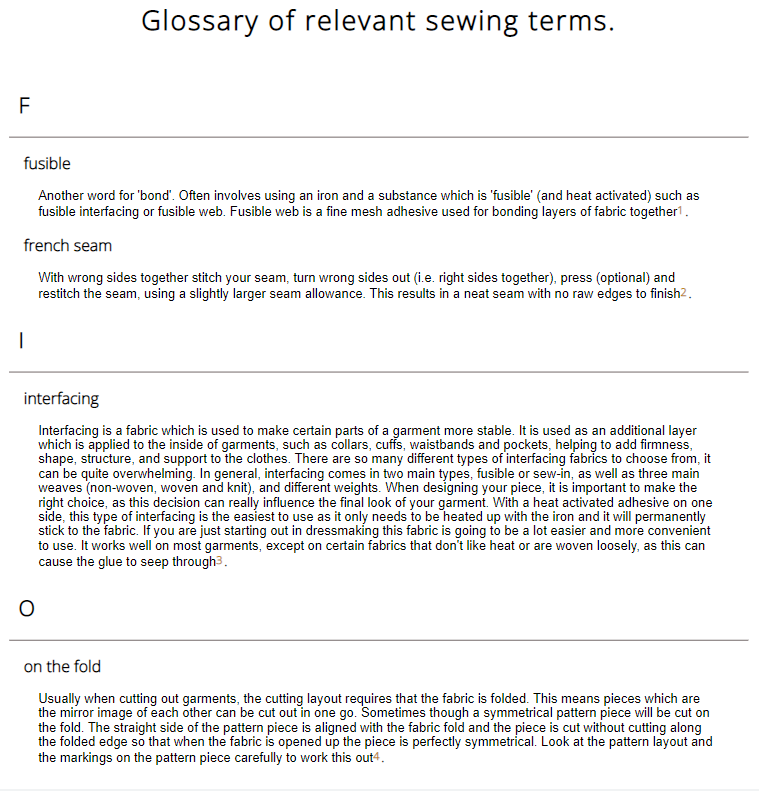 Glossary of relevant sewing terms.
F
fusible
Another word for 'bond'. Often involves using an iron and a substance which is 'fusible' (and heat activated) such as
fusible interfacing or fusible web. Fusible web is a fine mesh adhesive used for bonding layers of fabric together1 .
french seam
With wrong sides together stitch your seam, turn wrong sides out (i.e. right sides together), press (optional) and
restitch the seam, using a slightly larger seam allowance. This results in a neat seam with no raw edges to finish2 .
I
interfacing
Interfacing is a fabric which is used to make certain parts of a garment more stable. It is used as an additional layer
which is applied to the inside of garments, such as collars, cuffs, waistbands and pockets, helping to add firmness,
shape, structure, and support to the clothes. There are so many different types of interfacing fabrics to choose from, it
can be quite overwhelming. In general, interfacing comes in two main types, fusible or sew-in, as well as three main
weaves (non-woven, woven and knit), and different weights. When designing your piece, it is important to make the
right choice, as this decision can really influence the final look of your garment. With a heat activated adhesive on one
side, this type of interfacing is the easiest to use as it only needs to be heated up with the iron and it will permanently
stick to the fabric. If you are just starting out in dressmaking this fabric is going to be a lot easier and more convenient
to use. It works well on most garments, except on certain fabrics that don't like heat or are woven loosely, as this can
cause the glue to seep through3 .
O
on the fold
Usually when cutting out garments, the cutting layout requires that the fabric is folded. This means pieces which are
the mirror image of each other can be cut out in one go. Sometimes though a symmetrical pattern piece will be cut on
the fold. The straight side of the pattern piece is aligned with the fabric fold and the piece is cut without cutting along
the folded edge so that when the fabric is opened up the piece is perfectly symmetrical. Look at the pattern layout and
the markings on the pattern piece carefully to work this out4 .